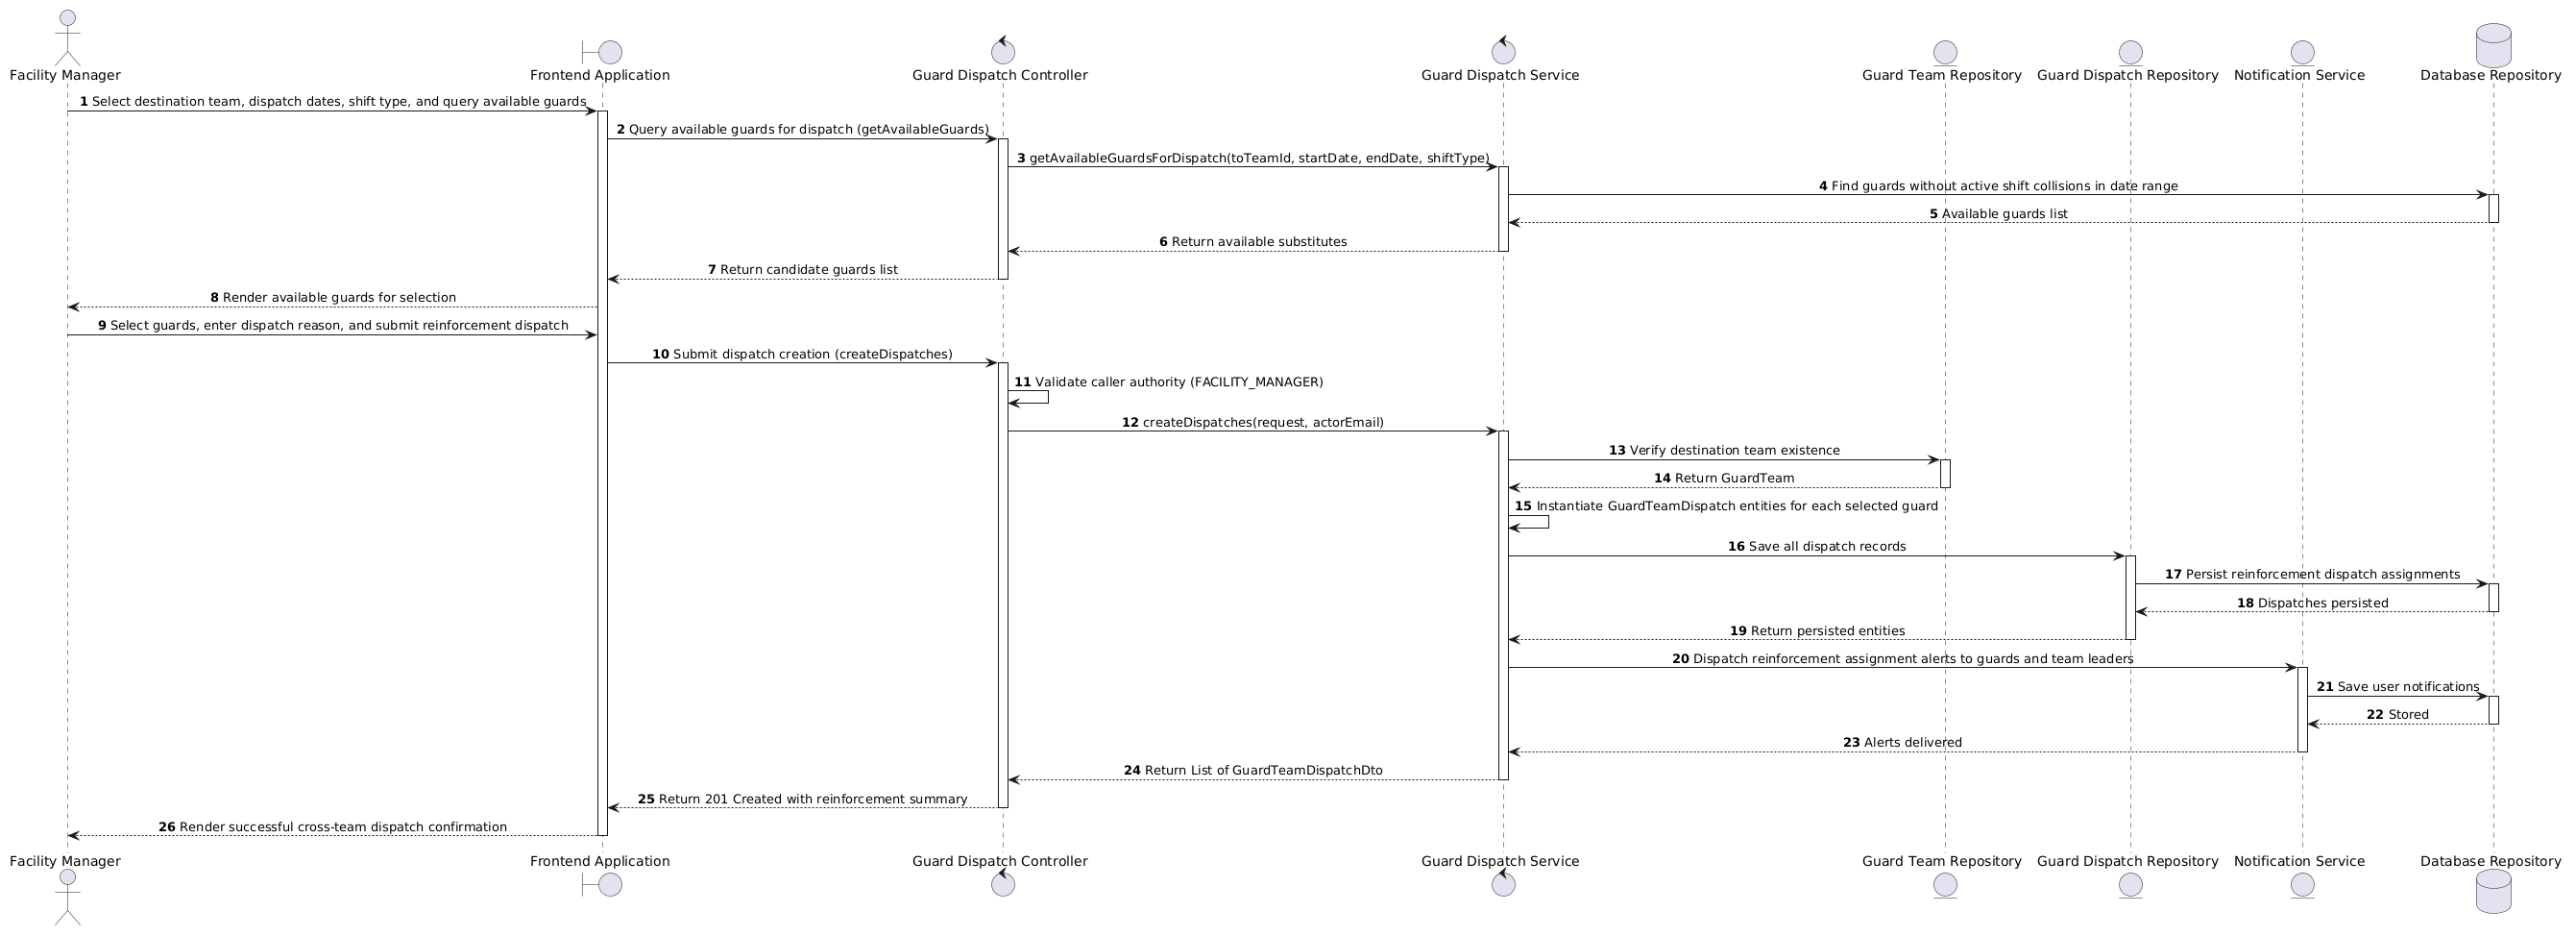 Facility Manager
Frontend Application
Guard Dispatch Controller
Guard Dispatch Service
Guard Team Repository
Guard Dispatch Repository
Notification Service
Database Repository
1 Select destination team, dispatch dates, shift type, and query available guards
2 Query available guards for dispatch (getAvailableGuards)
3 getAvailableGuardsForDispatch(toTeamId, startDate, endDate, shiftType)
4 Find guards without active shift collisions in date range
5 Available guards list
6 Return available substitutes
7 Return candidate guards list
8 Render available guards for selection
9 Select guards, enter dispatch reason, and submit reinforcement dispatch
10 Submit dispatch creation (createDispatches)
11 Validate caller authority (FACILITY_MANAGER)
12 createDispatches(request, actorEmail)
13 Verify destination team existence
14 Return GuardTeam
15 Instantiate GuardTeamDispatch entities for each selected guard
16 Save all dispatch records
17 Persist reinforcement dispatch assignments
18 Dispatches persisted
19 Return persisted entities
20 Dispatch reinforcement assignment alerts to guards and team leaders
21 Save user notifications
22 Stored
23 Alerts delivered
24 Return List of GuardTeamDispatchDto
25 Return 201 Created with reinforcement summary
26 Render successful cross-team dispatch confirmation
Facility Manager
Frontend Application
Guard Dispatch Controller
Guard Dispatch Service
Guard Team Repository
Guard Dispatch Repository
Notification Service
Database Repository